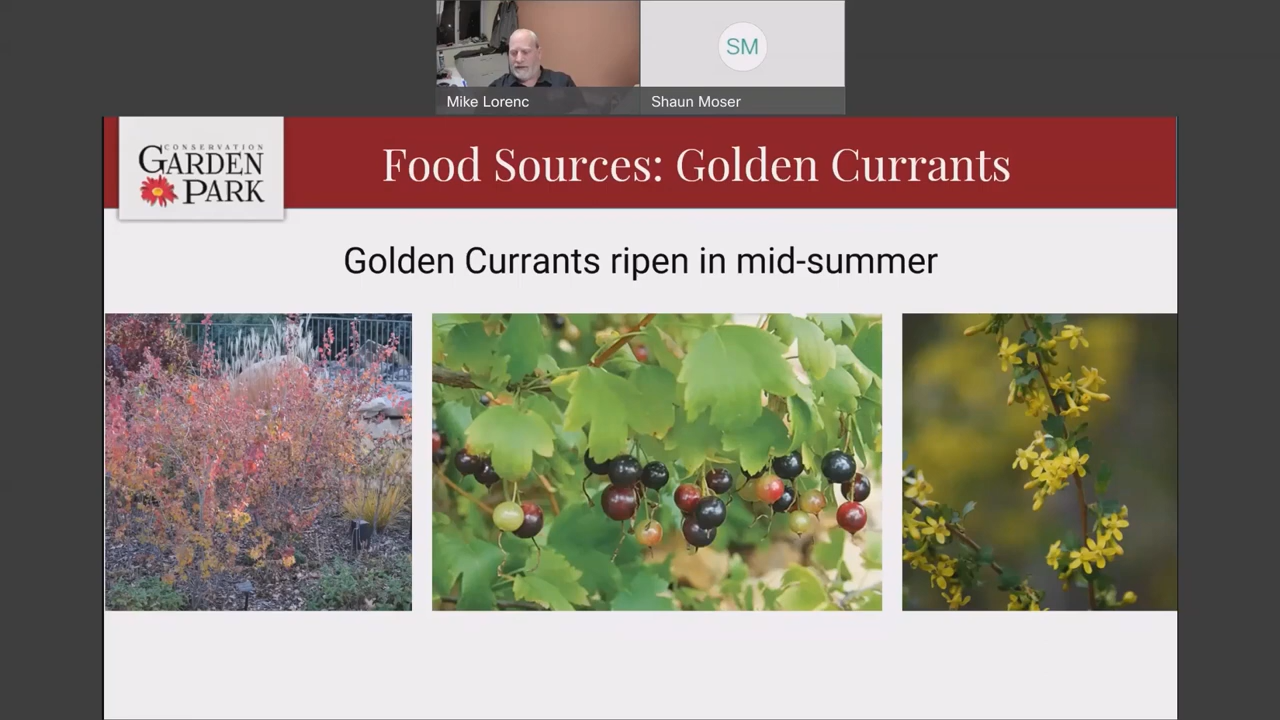 SM
Mike Lorenc
Shaun Moser
CONSERVATION
GARDEN
PARK
Food Sources: Golden Currants
Golden Currants ripen in mid-summer